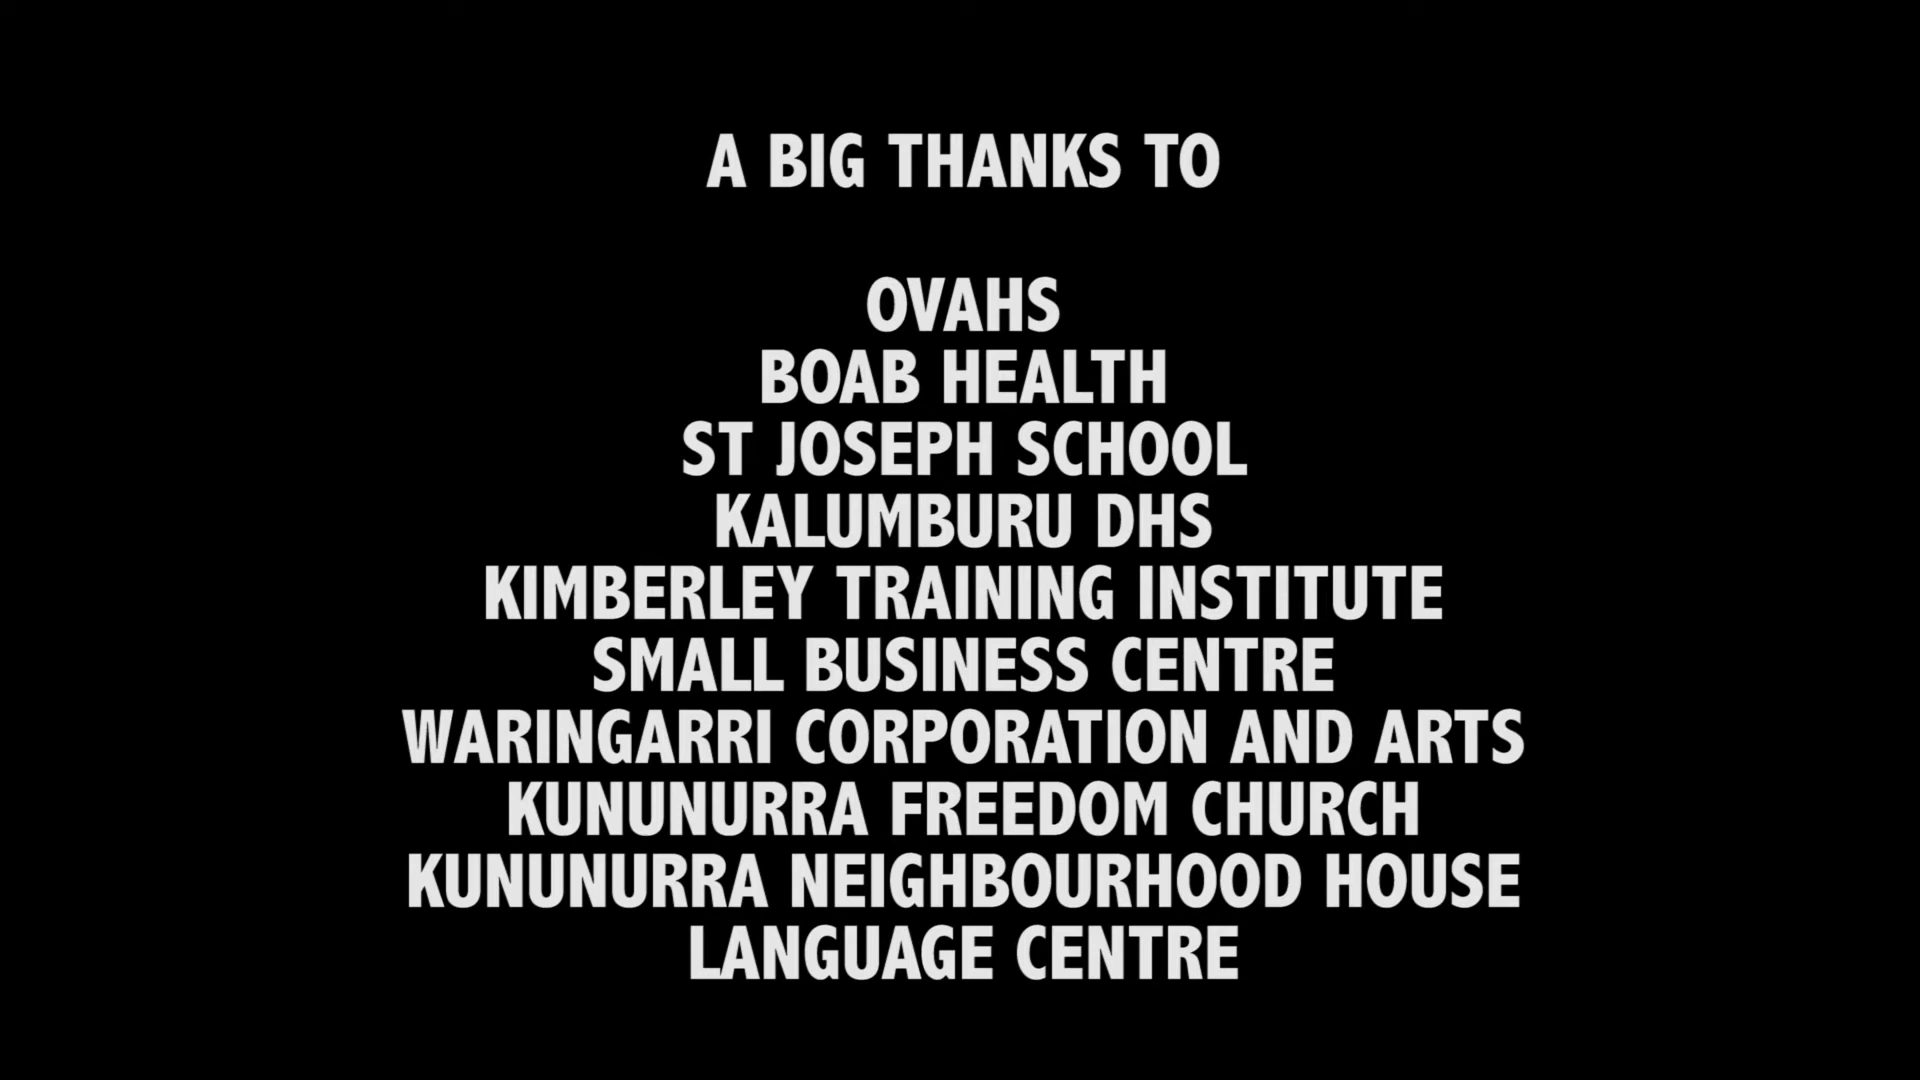 A BIG THANKS TO
OVAHS
BOAB HEALTH
ST JOSEPH SCHOOL
KALUMBURU DHS
KIMBERLEY TRAINING INSTITUTE
SMALL BUSINESS CENTRE
WARINGARRI CORPORATION AND ARTS
KUNUNURRA FREEDOM CHURCH
KUNUNURRA NEIGHBOURHOOD HOUSE
LANGUAGE CENTRE